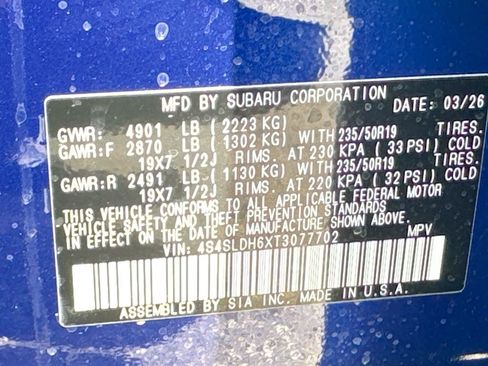 MFD BY SUBARU CORPORATION DATE: 03/26
GVWR: 4901 LB (2223 KG)
GAWR:F 2870 LB (1302 KG) WITH 235/50R19 TIRES.
19X7 1/2J RIMS. AT 230 KPA (33 PSI) COLD
GAWR:R 2491 LB (1130 KG) WITH 235/50R19 TIRES.
19X7 1/2J RIMS. AT 220 KPA (32 PSI) COLD
THIS VEHICLE CONFORMS TO ALL APPLICABLE FEDERAL MOTOR
VEHICLE SAFETY AND THEFT PREVENTION STANDARDS
IN EFFECT ON THE DATE OF MANUFACTURE SHOWN ABOVE.
VIN: 4S4SLDH6XT3077702 MPV
ASSEMBLED BY SIA INC. MADE IN U.S.A.